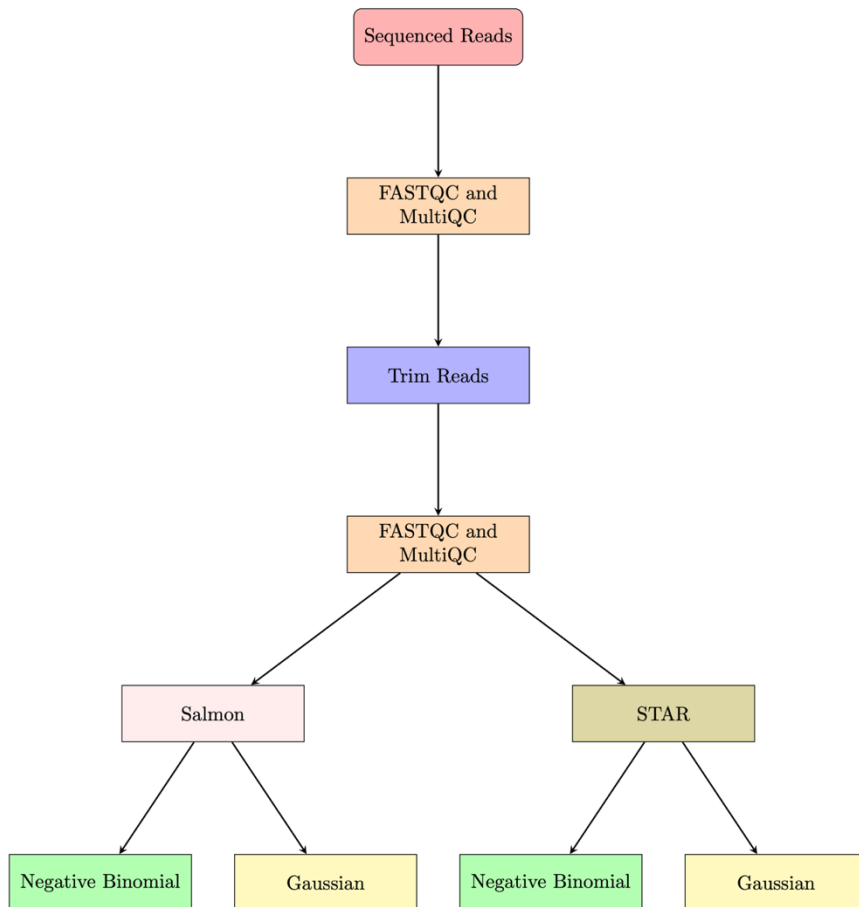 Sequenced Reads
FASTQC and
MultiQC
Trim Reads
FASTQC and
MultiQC
Salmon
STAR
Negative Binomial
Gaussian
Negative Binomial
Gaussian